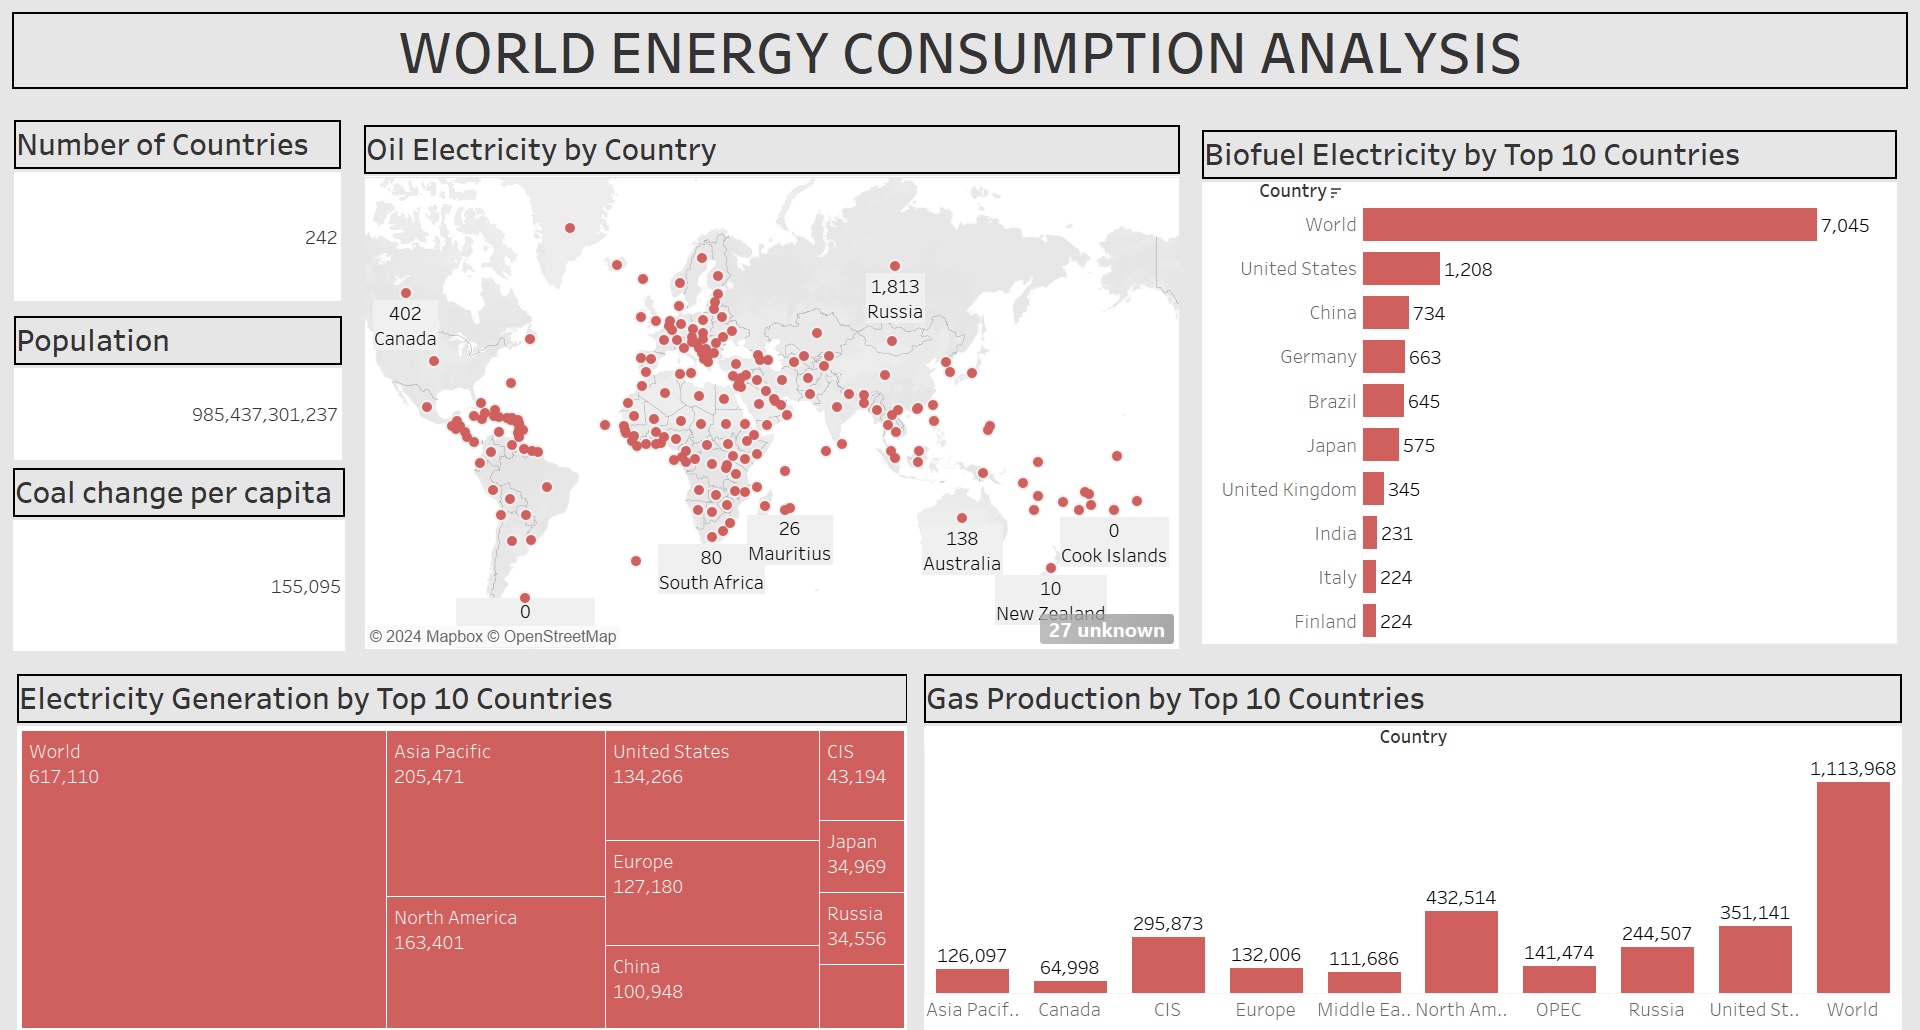 WORLD ENERGY CONSUMPTION ANALYSIS
Number of Countries
242
Population
985,437,301,237
Coal change per capita
155,095
Oil Electricity by Country
402
Canada
1,813
Russia
26
Mauritius
80
South Africa
138
Australia
0
Cook Islands
10
New Zealand
0
27 unknown
© 2024 Mapbox © OpenStreetMap
Biofuel Electricity by Top 10 Countries
Country
World 7,045
United States 1,208
China 734
Germany 663
Brazil 645
Japan 575
United Kingdom 345
India 231
Italy 224
Finland 224
Electricity Generation by Top 10 Countries
World
617,110
Asia Pacific
205,471
North America
163,401
United States
134,266
Europe
127,180
China
100,948
CIS
43,194
Japan
34,969
Russia
34,556
Gas Production by Top 10 Countries
Country
126,097 64,998 295,873 132,006 111,686 432,514 141,474 244,507 351,141 1,113,968
Asia Pacif.. Canada CIS Europe Middle Ea.. North Am.. OPEC Russia United St.. World